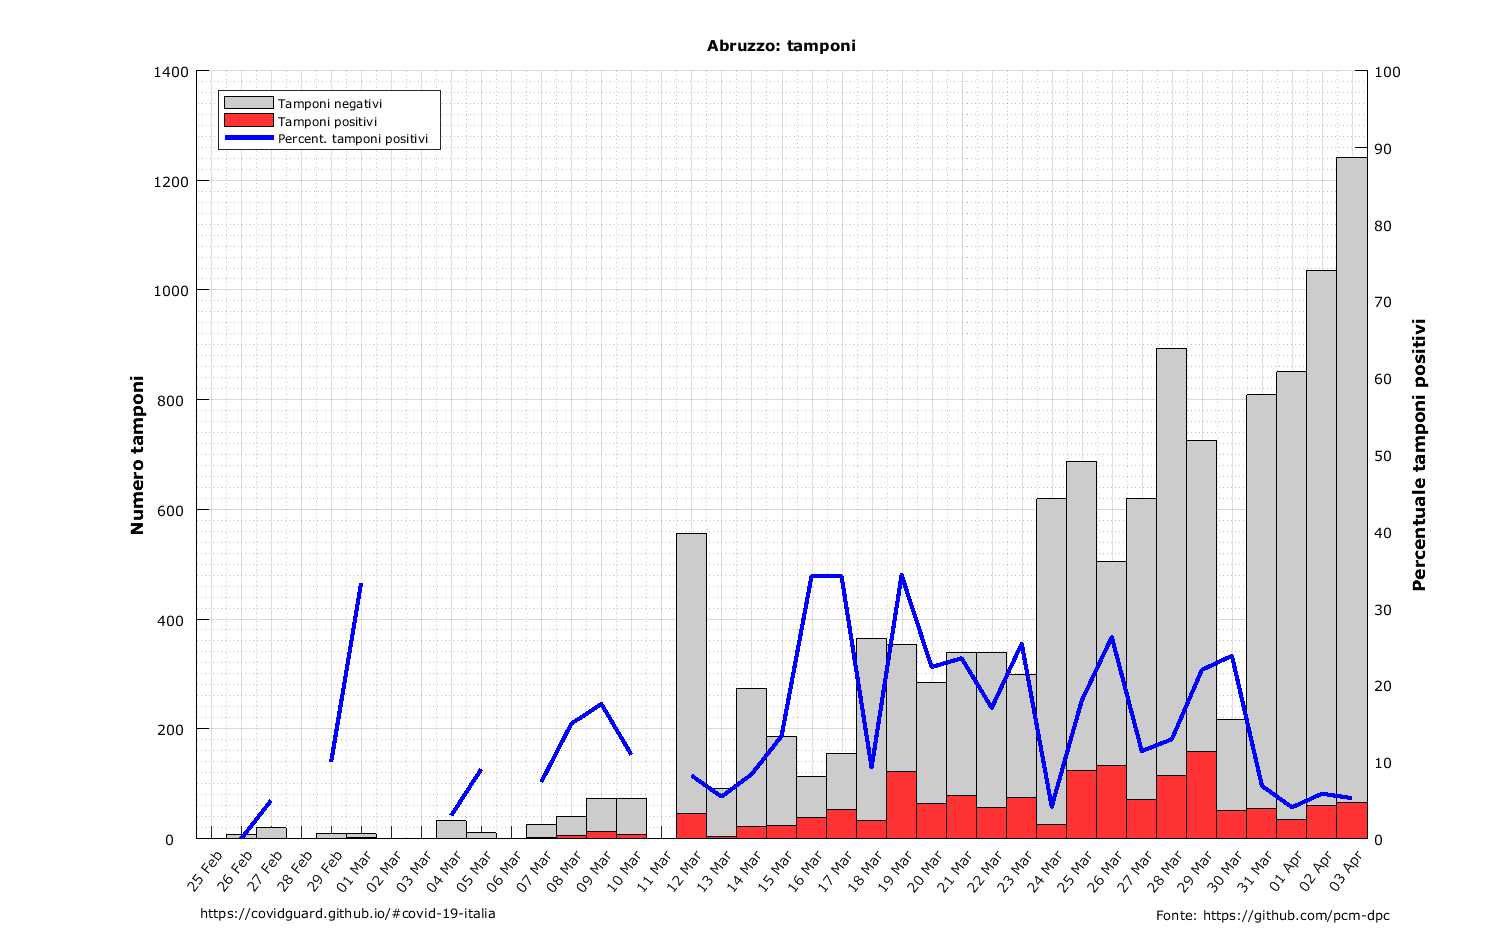 Abruzzo: tamponi
1400
1200
1000
800
600
400
200
0
100
90
80
70
60
50
40
30
20
10
0
Tamponi negativi
Tamponi positivi
Percent. tamponi positivi
Numero tamponi
Percentuale tamponi positivi
25 Feb
26 Feb
27 Feb
28 Feb
29 Feb
01 Mar
02 Mar
03 Mar
04 Mar
05 Mar
06 Mar
07 Mar
08 Mar
09 Mar
10 Mar
11 Mar
12 Mar
13 Mar
14 Mar
15 Mar
16 Mar
17 Mar
18 Mar
19 Mar
20 Mar
21 Mar
22 Mar
23 Mar
24 Mar
25 Mar
26 Mar
27 Mar
28 Mar
29 Mar
30 Mar
31 Mar
01 Apr
02 Apr
03 Apr
https://covidguard.github.io/#covid-19-italia
Fonte: https://github.com/pcm-dpc